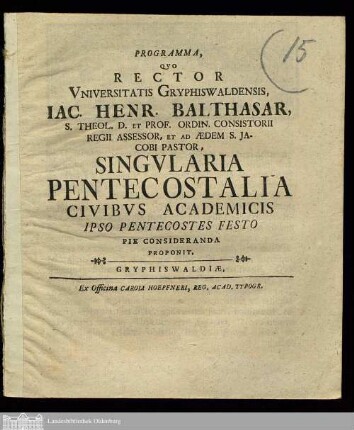 (15
PROGRAMMA,
QVO
RECTOR
VNIVERSITATIS GRYPHISWALDENSIS,
IAC. HENR. BALTHASAR,
S. THEOL. D. ET PROF. ORDIN. CONSISTORII
REGII ASSESSOR, ET AD ÆDEM S. JA-
COBI PASTOR,
SINGVLARIA
PENTECOSTALIA
CIVIBVS ACADEMICIS
IPSO PENTECOSTES FESTO
PIE CONSIDERANDA
PROPONIT.
GRYPHISWALDIÆ,
Ex Officina CAROLI HOEPFNERI, REG. ACAD. TYPOGR.
Landesbibliothek Oldenburg